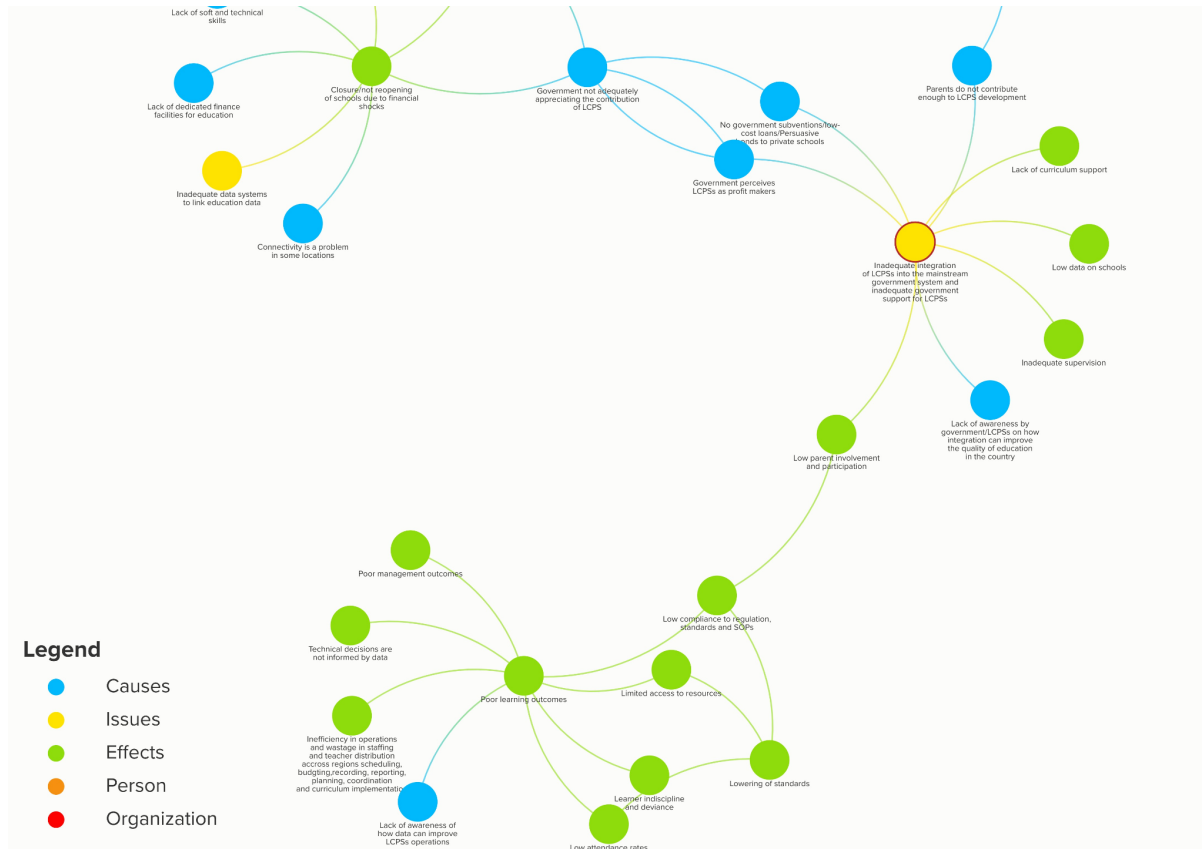 Lack of soft and technical
skills
Lack of dedicated finance
facilities for education
Closure/not reopening
of schools due to financial
shocks
Government not adequately
appreciating the contribution
of LCPS
No government subventions/low-
cost loans/Persuasive
to private schools
Government perceives
LCPSs as profit makers
Parents do not contribute
enough to LCPS development
Lack of curriculum support
Inadequate data systems
to link education data
Connectivity is a problem
in some locations
Inadequate integration
of LCPSs into the mainstream
government system and
inadequate government
support for LCPSs
Low data on schools
Inadequate supervision
Lack of awareness by
government/LCPSs on how
integration can improve
the quality of education
in the country
Low parent involvement
and participation
Poor management outcomes
Low compliance to regulation,
standards and SOPs
Technical decisions are
not informed by data
Poor learning outcomes
Limited access to resources
Inefficiency in operations
and wastage in staffing
and teacher distribution
accross regions scheduling,
budgting,recording, reporting,
planning, coordination
and curriculum implementation
Lowering of standards
Learner indiscipline
and deviance
Lack of awareness of
how data can improve
LCPSs operations
Low attendance rates
Legend
Causes
Issues
Effects
Person
Organization